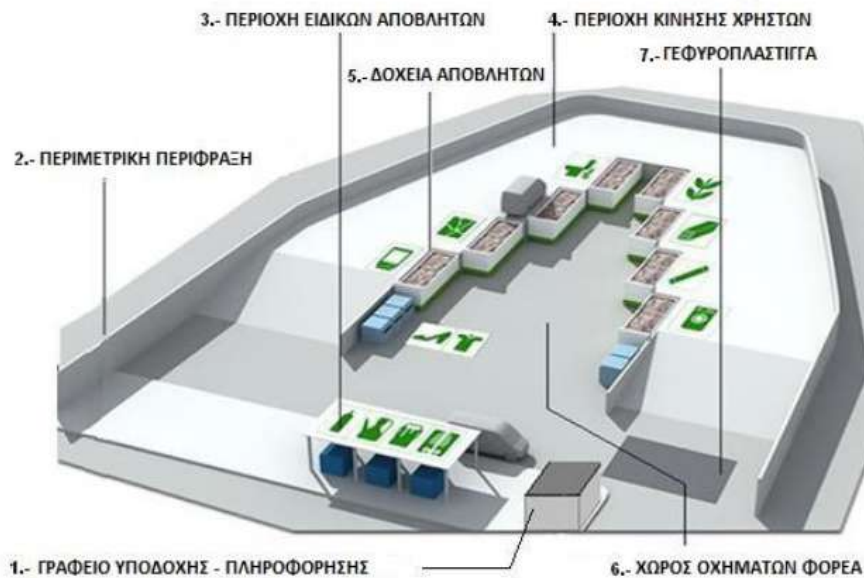 3.- ΠΕΡΙΟΧΗ ΕΙΔΙΚΩΝ ΑΠΟΒΛΗΤΩΝ
4.- ΠΕΡΙΟΧΗ ΚΙΝΗΣΗΣ ΧΡΗΣΤΩΝ
5.- ΔΟΧΕΙΑ ΑΠΟΒΛΗΤΩΝ
7.- ΓΕΦΥΡΟΠΛΑΣΤΙΓΓΑ
2.- ΠΕΡΙΜΕΤΡΙΚΗ ΠΕΡΙΦΡΑΞΗ
1.- ΓΡΑΦΕΙΟ ΥΠΟΔΟΧΗΣ - ΠΛΗΡΟΦΟΡΗΣΗΣ
6.- ΧΩΡΟΣ ΟΧΗΜΑΤΩΝ ΦΟΡΕΑ